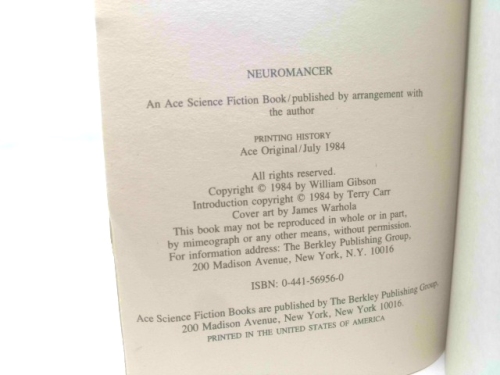 NEUROMANCER
An Ace Science Fiction Book/published by arrangement with
the author
PRINTING HISTORY
Ace Original/July 1984
All rights reserved.
Copyright © 1984 by William Gibson
Introduction copyright © 1984 by Terry Carr
Cover art by James Warhola
This book may not be reproduced in whole or in part,
by mimeograph or any other means, without permission.
For information address: The Berkley Publishing Group,
200 Madison Avenue, New York, N.Y. 10016
ISBN: 0-441-56956-0
Ace Science Fiction Books are published by The Berkley Publishing Group,
200 Madison Avenue, New York, New York 10016.
PRINTED IN THE UNITED STATES OF AMERICA